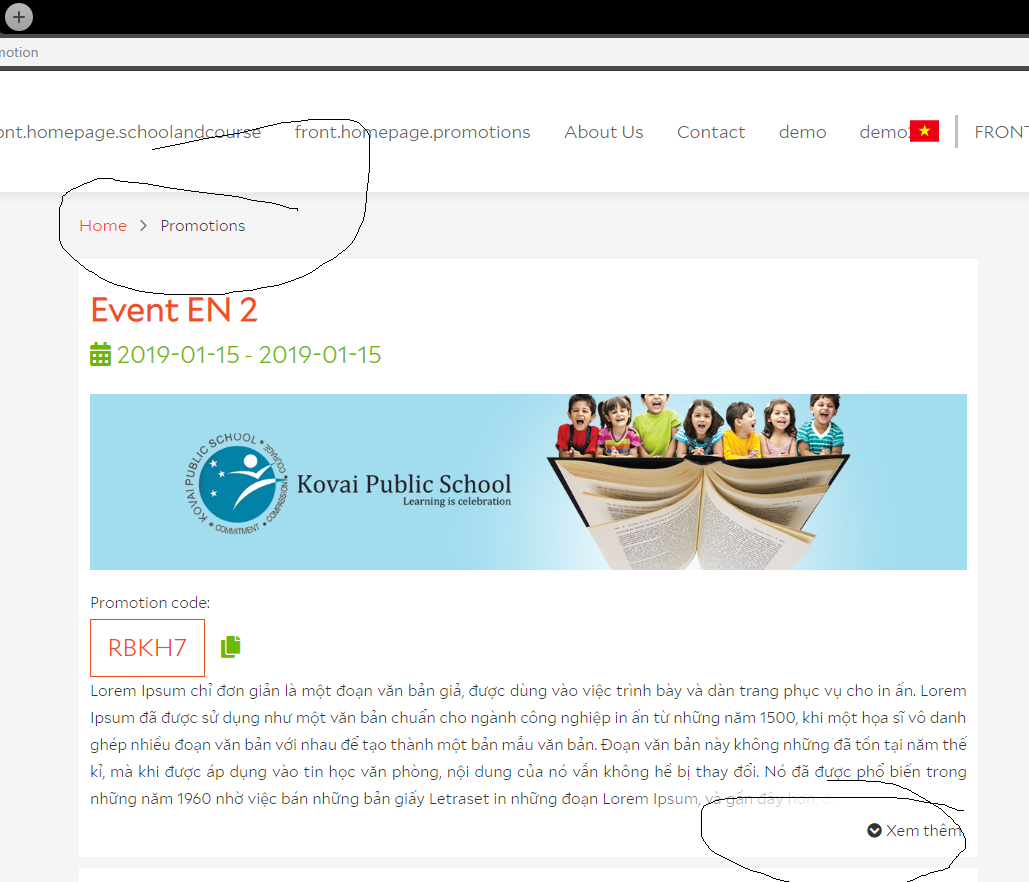 motion
ont.homepage.schoolandcourse front.homepage.promotions About Us Contact demo demo FRONT
Home > Promotions
Event EN 2
2019-01-15 - 2019-01-15
KOVAI PUBLIC SCHOOL
COURAGE
COMPASSION
COMMITMENT
Kovai Public School
Learning is celebration
Promotion code:
RBKH7
Lorem Ipsum chỉ đơn giản là một đoạn văn bản giả, được dùng vào việc trình bày và dàn trang phục vụ cho in ấn. Lorem
Ipsum đã được sử dụng như một văn bản chuẩn cho ngành công nghiệp in ấn từ những năm 1500, khi một họa sĩ vô danh
ghép nhiều đoạn văn bản với nhau để tạo thành một bản mẫu văn bản. Đoạn văn bản này không những đã tồn tại năm thế
kỉ, mà khi được áp dụng vào tin học văn phòng, nội dung của nó vẫn không hề bị thay đổi. Nó đã được phổ biến trong
những năm 1960 nhờ việc bán những bản giấy Letraset in những đoạn Lorem Ipsum, và gần đây hơn,
Xem thêm